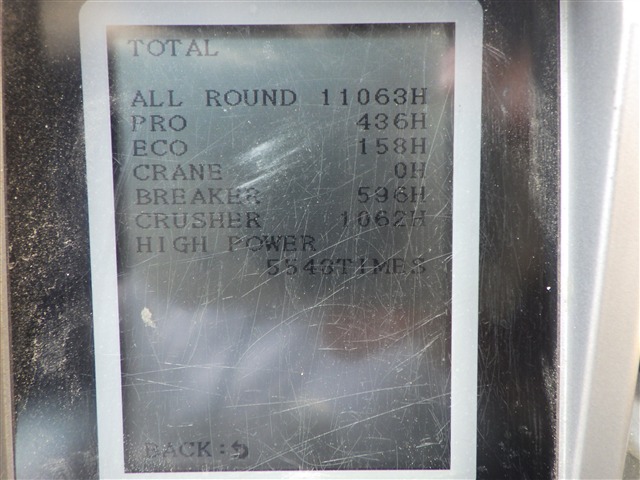 TOTAL
ALL ROUND 11063H
PRO 436H
ECO 158H
CRANE 0H
BREAKER 596H
CRUSHER 1062H
HIGH POWER
5543TIMES
BACK: